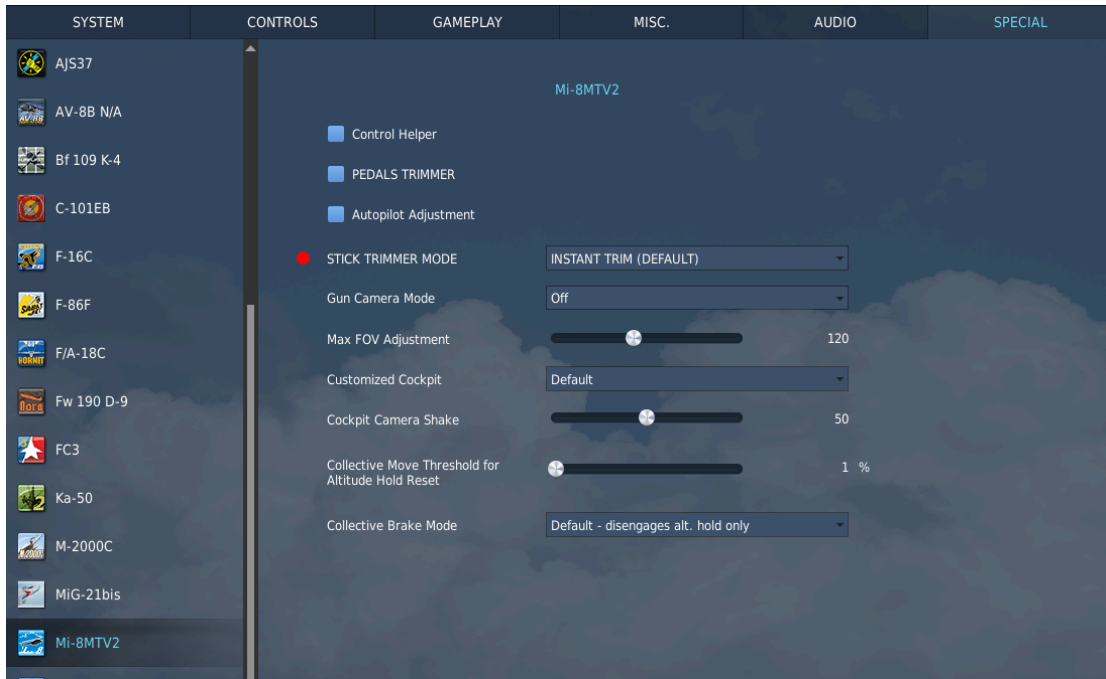 SYSTEM
CONTROLS
GAMEPLAY
MISC.
AUDIO
SPECIAL
AJS37
AV-8B N/A
Bf 109 K-4
C-101EB
F-16C
F-86F
F/A-18C
Fw 190 D-9
FC3
Ka-50
M-2000C
MiG-21bis
Mi-8MTV2
Mi-8MTV2
Control Helper
PEDALS TRIMMER
Autopilot Adjustment
STICK TRIMMER MODE INSTANT TRIM (DEFAULT)
Gun Camera Mode Off
Max FOV Adjustment 120
Customized Cockpit Default
Cockpit Camera Shake 50
Collective Move Threshold for
Altitude Hold Reset 1 %
Collective Brake Mode Default - disengages alt. hold only